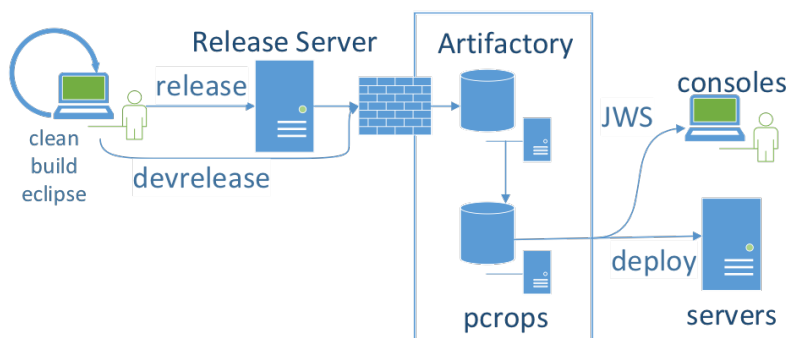 Release Server
Artifactory
consoles
release
JWS
clean
build
eclipse
devrelease
deploy
pcrops
servers